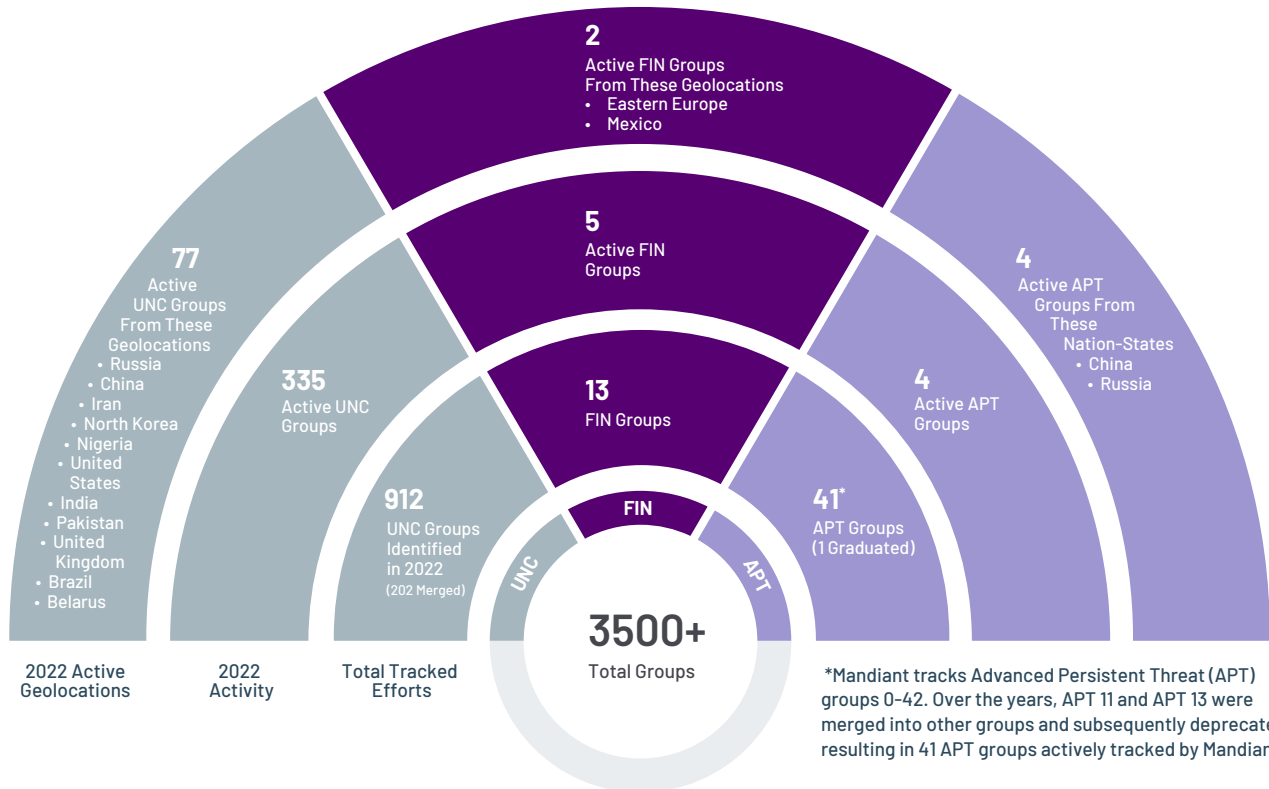 2
Active FIN Groups
From These Geolocations
• Eastern Europe
• Mexico
5
Active FIN
Groups
13
FIN Groups
FIN
77
Active
UNC Groups
From These
Geolocations
• Russia
• China
• Iran
• North Korea
• Nigeria
• United
States
• India
• Pakistan
• United
Kingdom
• Brazil
• Belarus
335
Active UNC
Groups
912
UNC Groups
Identified
in 2022
(202 Merged)
UNC
4
Active APT
Groups From
These
Nation-States
• China
• Russia
4
Active APT
Groups
41*
APT Groups
(1 Graduated)
APT
3500+
Total Groups
2022 Active
Geolocations
2022
Activity
Total Tracked
Efforts
*Mandiant tracks Advanced Persistent Threat (APT)
groups 0-42. Over the years, APT 11 and APT 13 were
merged into other groups and subsequently deprecate
resulting in 41 APT groups actively tracked by Mandian